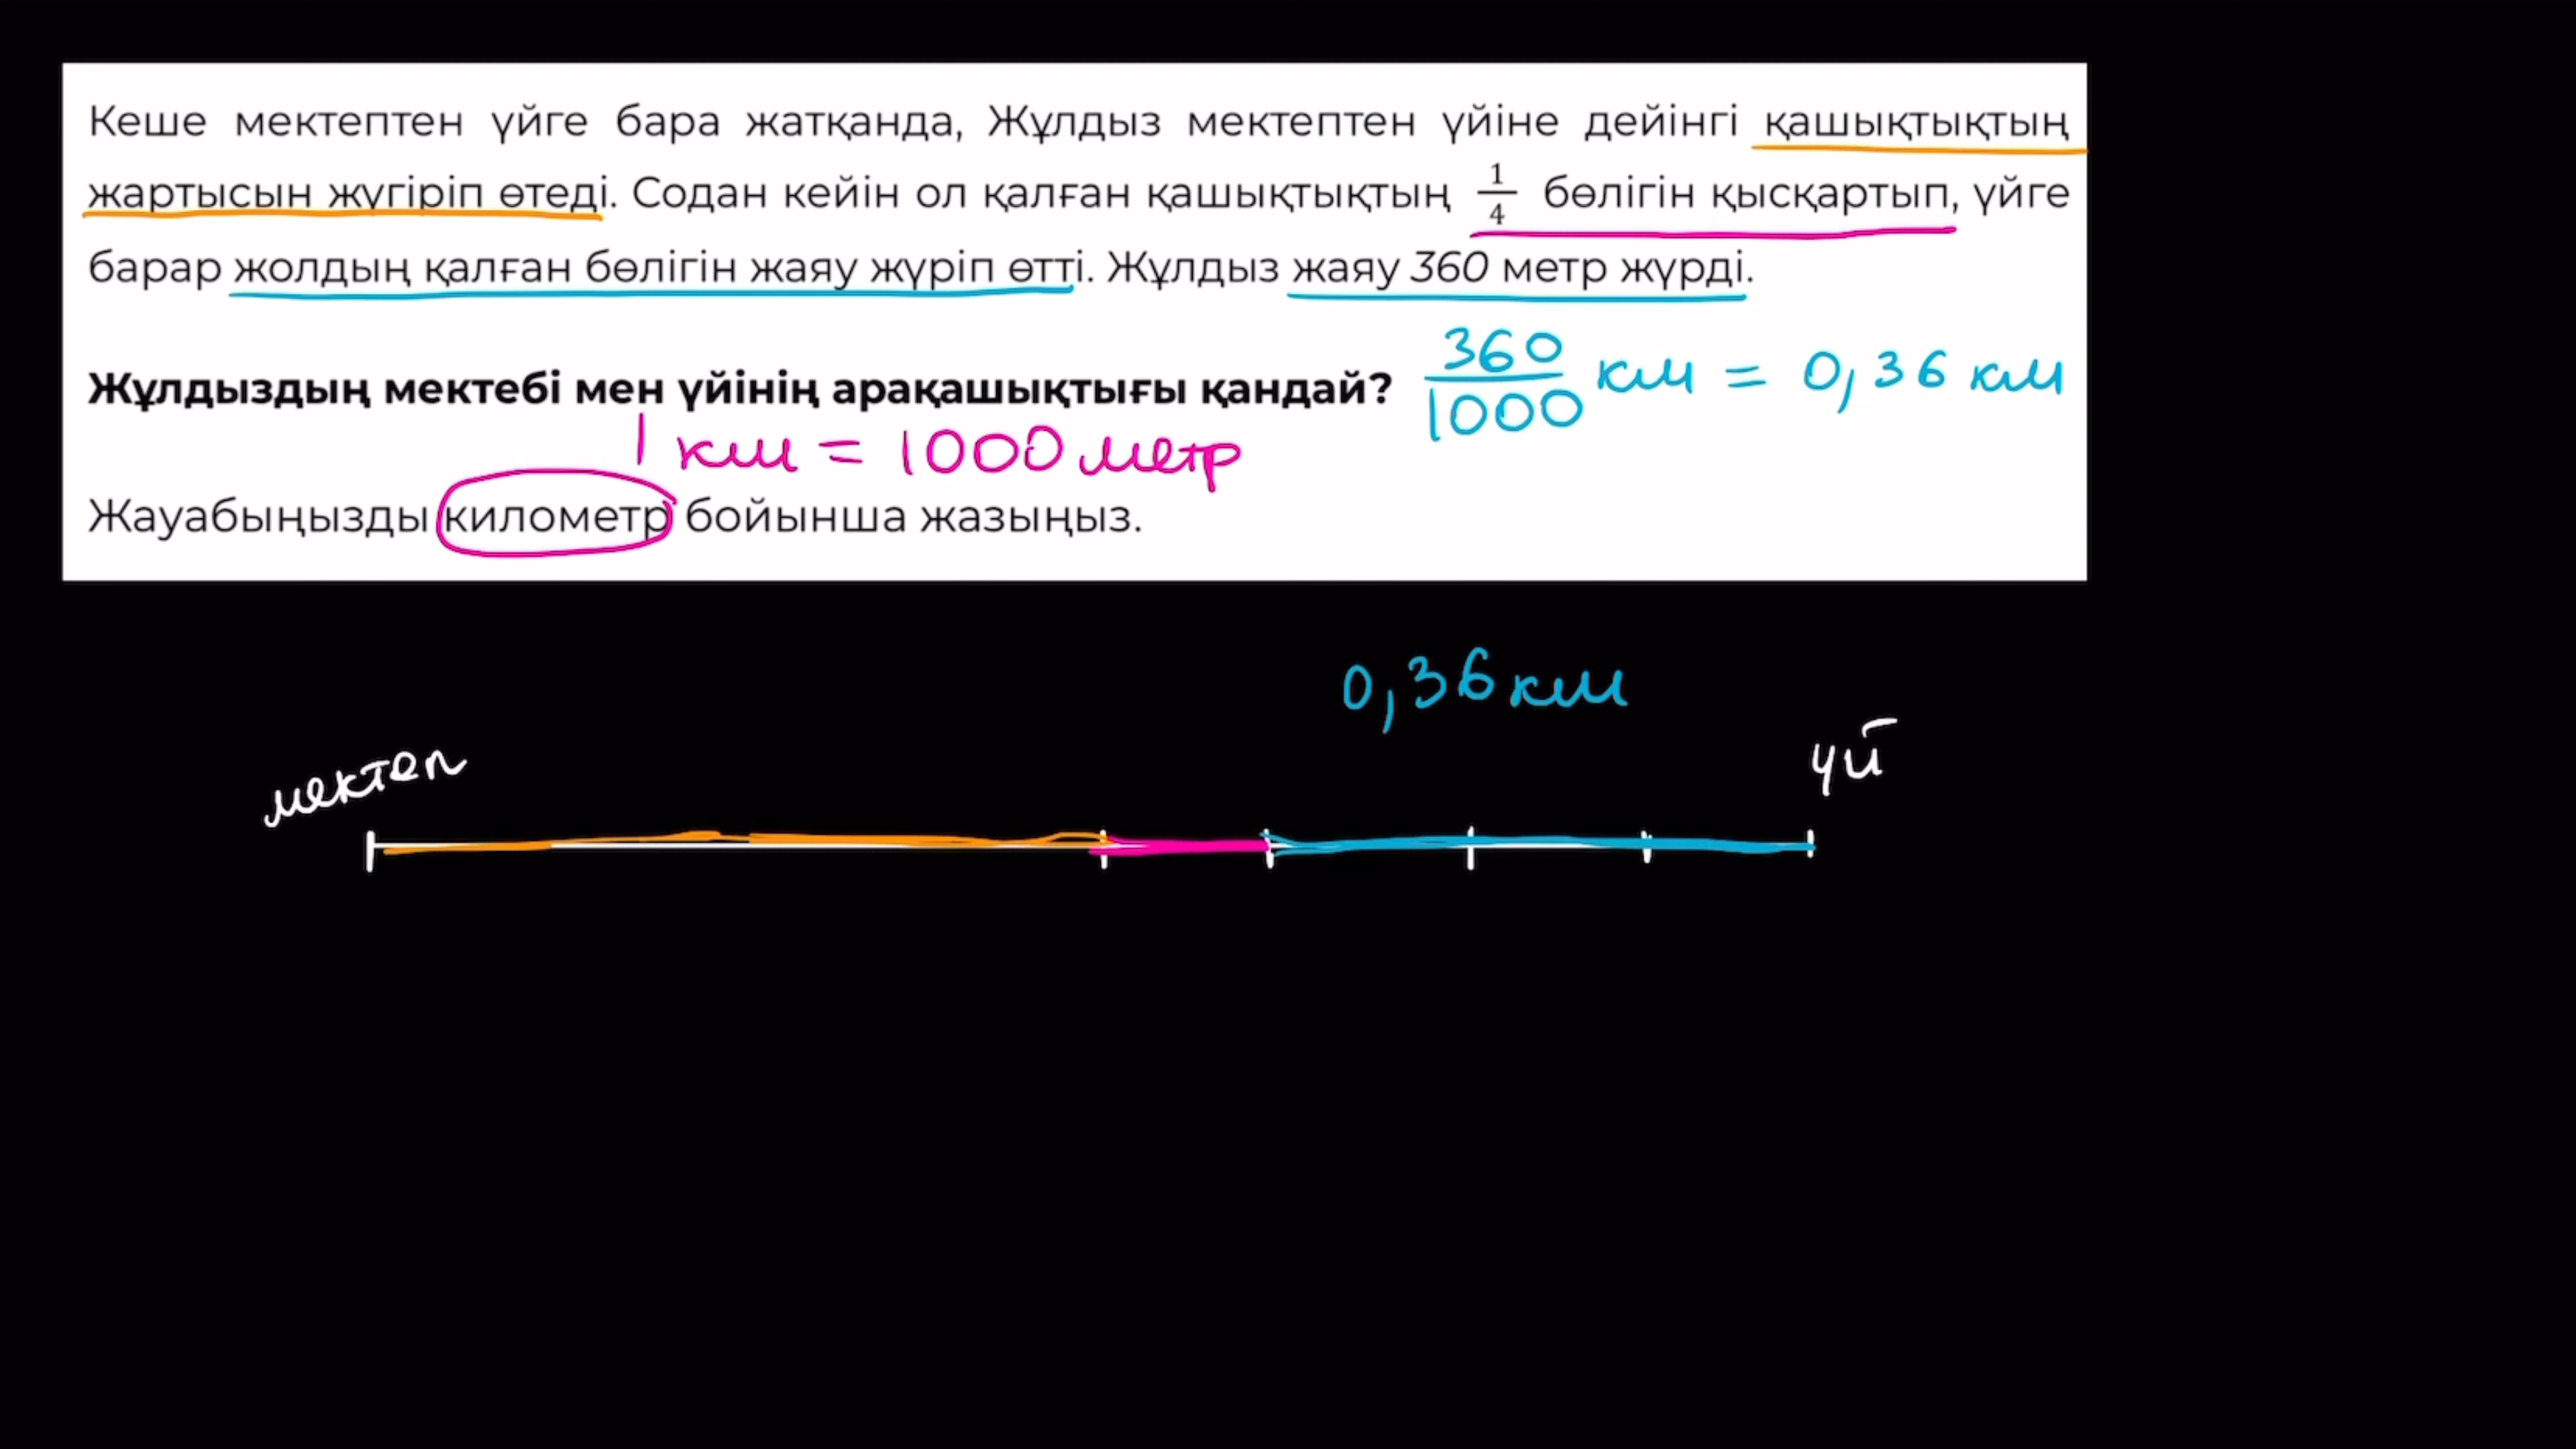 Кеше мектептен үйге бара жатқанда, Жұлдыз мектептен үйіне дейінгі қашықтықтың
жартысын жүгіріп өтеді. Содан кейін ол қалған қашықтықтың 1/4 бөлігін қысқартып, үйге
барар жолдың қалған бөлігін жаяу жүріп өтті. Жұлдыз жаяу 360 метр жүрді.
Жұлдыздың мектебі мен үйінің арақашықтығы қандай? 360/1000 км = 0,36 км
1 км = 1000 метр
Жауабыңызды километр бойынша жазыңыз.
0,36 км
мектеп
үй